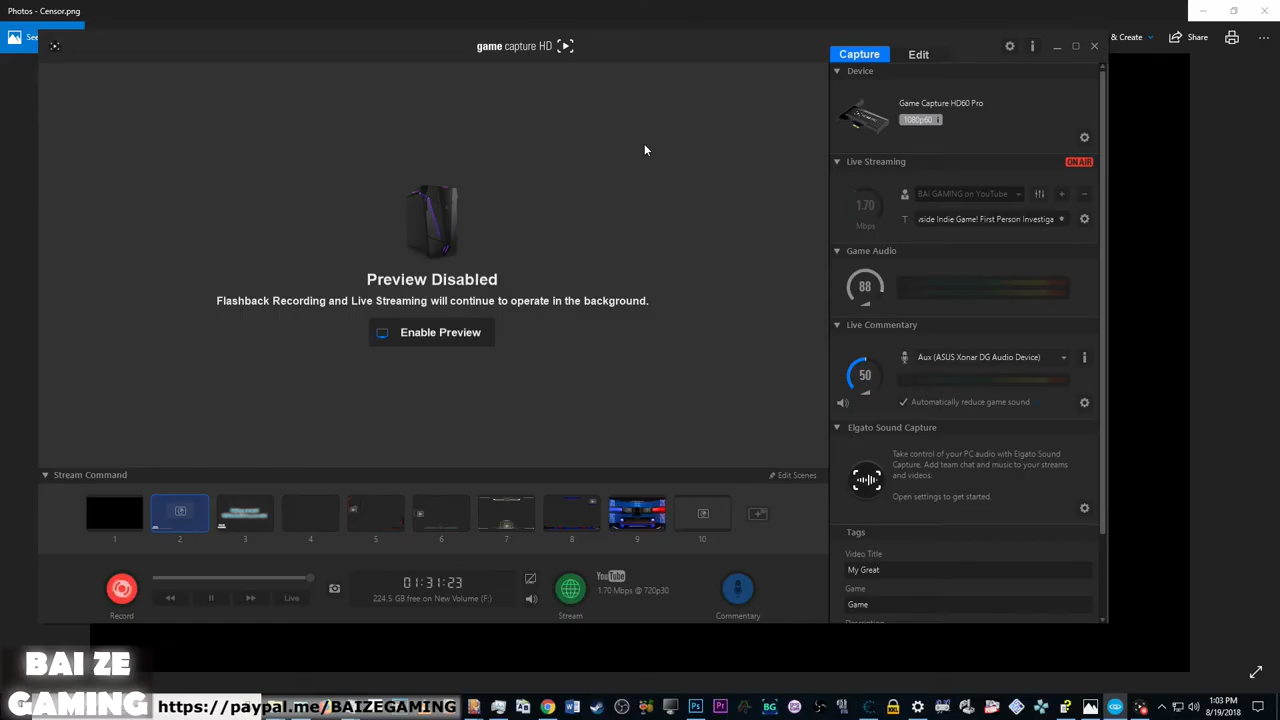 Photos - Censor.png
See
& Create
Share
game capture HD
Capture
Edit
Device
Game Capture HD60 Pro
1080p60
Live Streaming
ON AIR
1.70
Mbps
BAI GAMING on YouTube
T
vside Indie Game! First Person Investiga
Game Audio
88
Live Commentary
50
Aux (ASUS Xonar DG Audio Device)
Automatically reduce game sound
Elgato Sound Capture
Take control of your PC audio with Elgato Sound
Capture. Add team chat and music to your streams
and videos.
Open settings to get started.
Tags
Video Title
My Great
Game
Game
Description
Preview Disabled
Flashback Recording and Live Streaming will continue to operate in the background.
Enable Preview
Stream Command
Edit Scenes
1 2 3 4 5 6 7 8 9 10
Record
Live
01:31:23
224.5 GB free on New Volume (F:)
Stream
YouTube
1.70 Mbps @ 720p30
Commentary
BAI ZE
GAMING
https://paypal.me/BAIZEGAMING
1:03 PM
8/19/2018